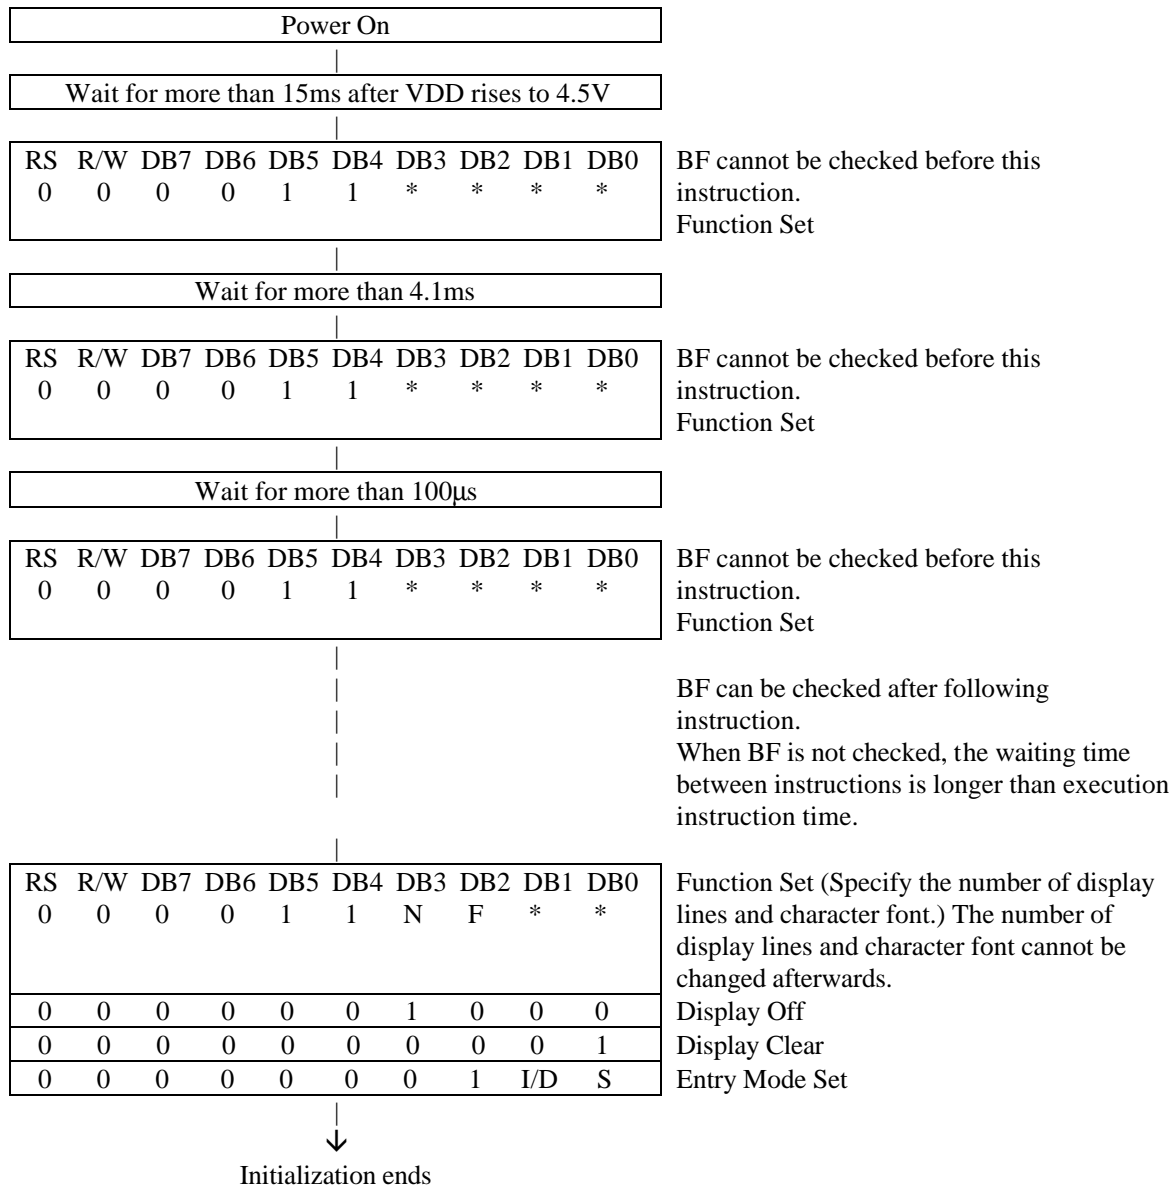 Power On
Wait for more than 15ms after VDD rises to 4.5V
RS R/W DB7 DB6 DB5 DB4 DB3 DB2 DB1 DB0
0 0 0 0 1 1 * * * *
BF cannot be checked before this
instruction.
Function Set
Wait for more than 4.1ms
RS R/W DB7 DB6 DB5 DB4 DB3 DB2 DB1 DB0
0 0 0 0 1 1 * * * *
BF cannot be checked before this
instruction.
Function Set
Wait for more than 100μs
RS R/W DB7 DB6 DB5 DB4 DB3 DB2 DB1 DB0
0 0 0 0 1 1 * * * *
BF cannot be checked before this
instruction.
Function Set
BF can be checked after following
instruction.
When BF is not checked, the waiting time
between instructions is longer than execution
instruction time.
RS R/W DB7 DB6 DB5 DB4 DB3 DB2 DB1 DB0
0 0 0 0 1 1 N F * *
Function Set (Specify the number of display
lines and character font.) The number of
display lines and character font cannot be
changed afterwards.
0 0 0 0 0 0 1 0 0 0 Display Off
0 0 0 0 0 0 0 0 0 1 Display Clear
0 0 0 0 0 0 0 1 I/D S Entry Mode Set
Initialization ends